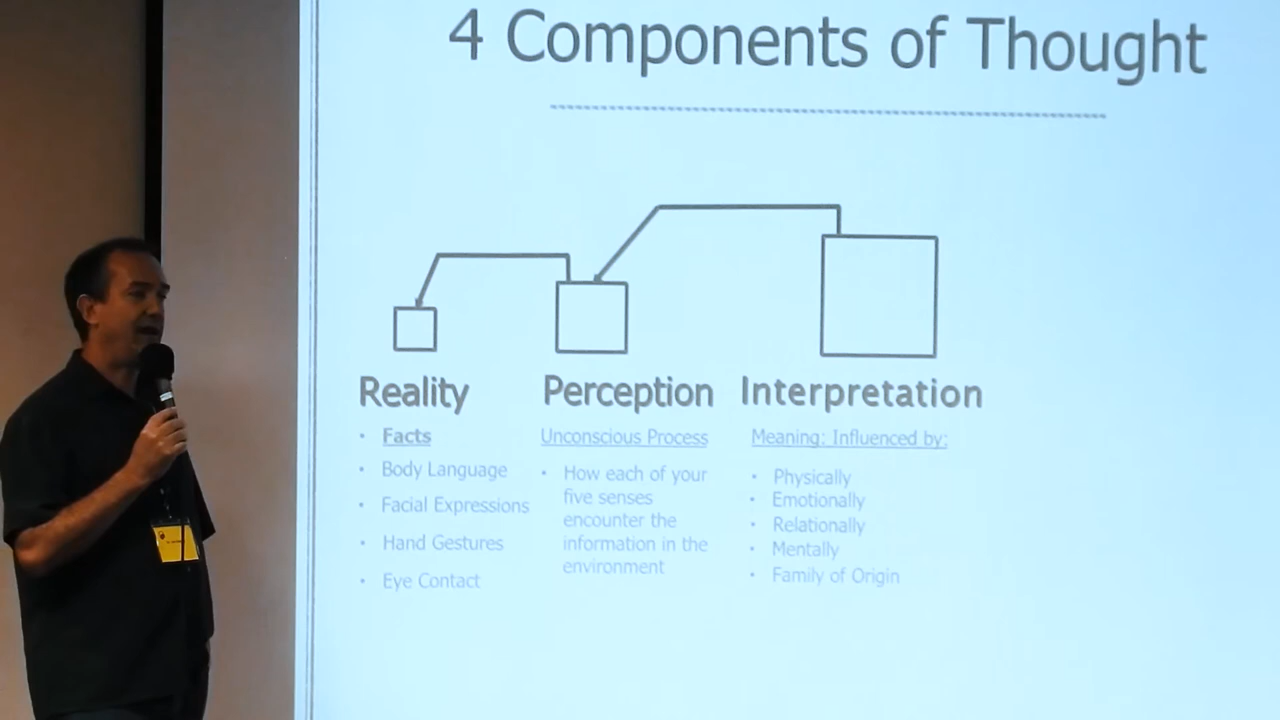 4 Components of Thought
Reality
Facts
Body Language
Facial Expressions
Hand Gestures
Eye Contact
Perception
Unconscious Process
How each of your
five senses
encounter the
information in the
environment
Interpretation
Meaning: Influenced by:
Physically
Emotionally
Relationally
Mentally
Family of Origin